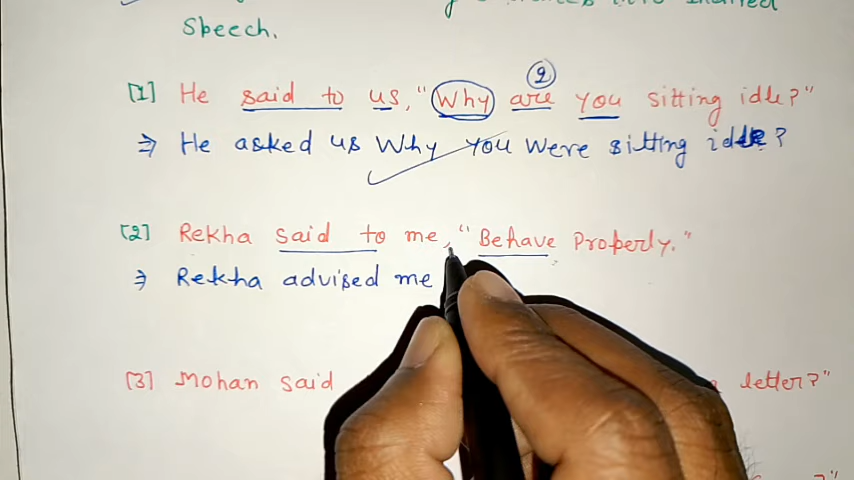 Speech.
[1] He said to us, "Why are you sitting idle?"
2
⇒ He asked us Why you Were sitting idle?
[2] Rekha said to me, "Behave Properly."
⇒ Rekha advised me
[3] Mohan said letter?"